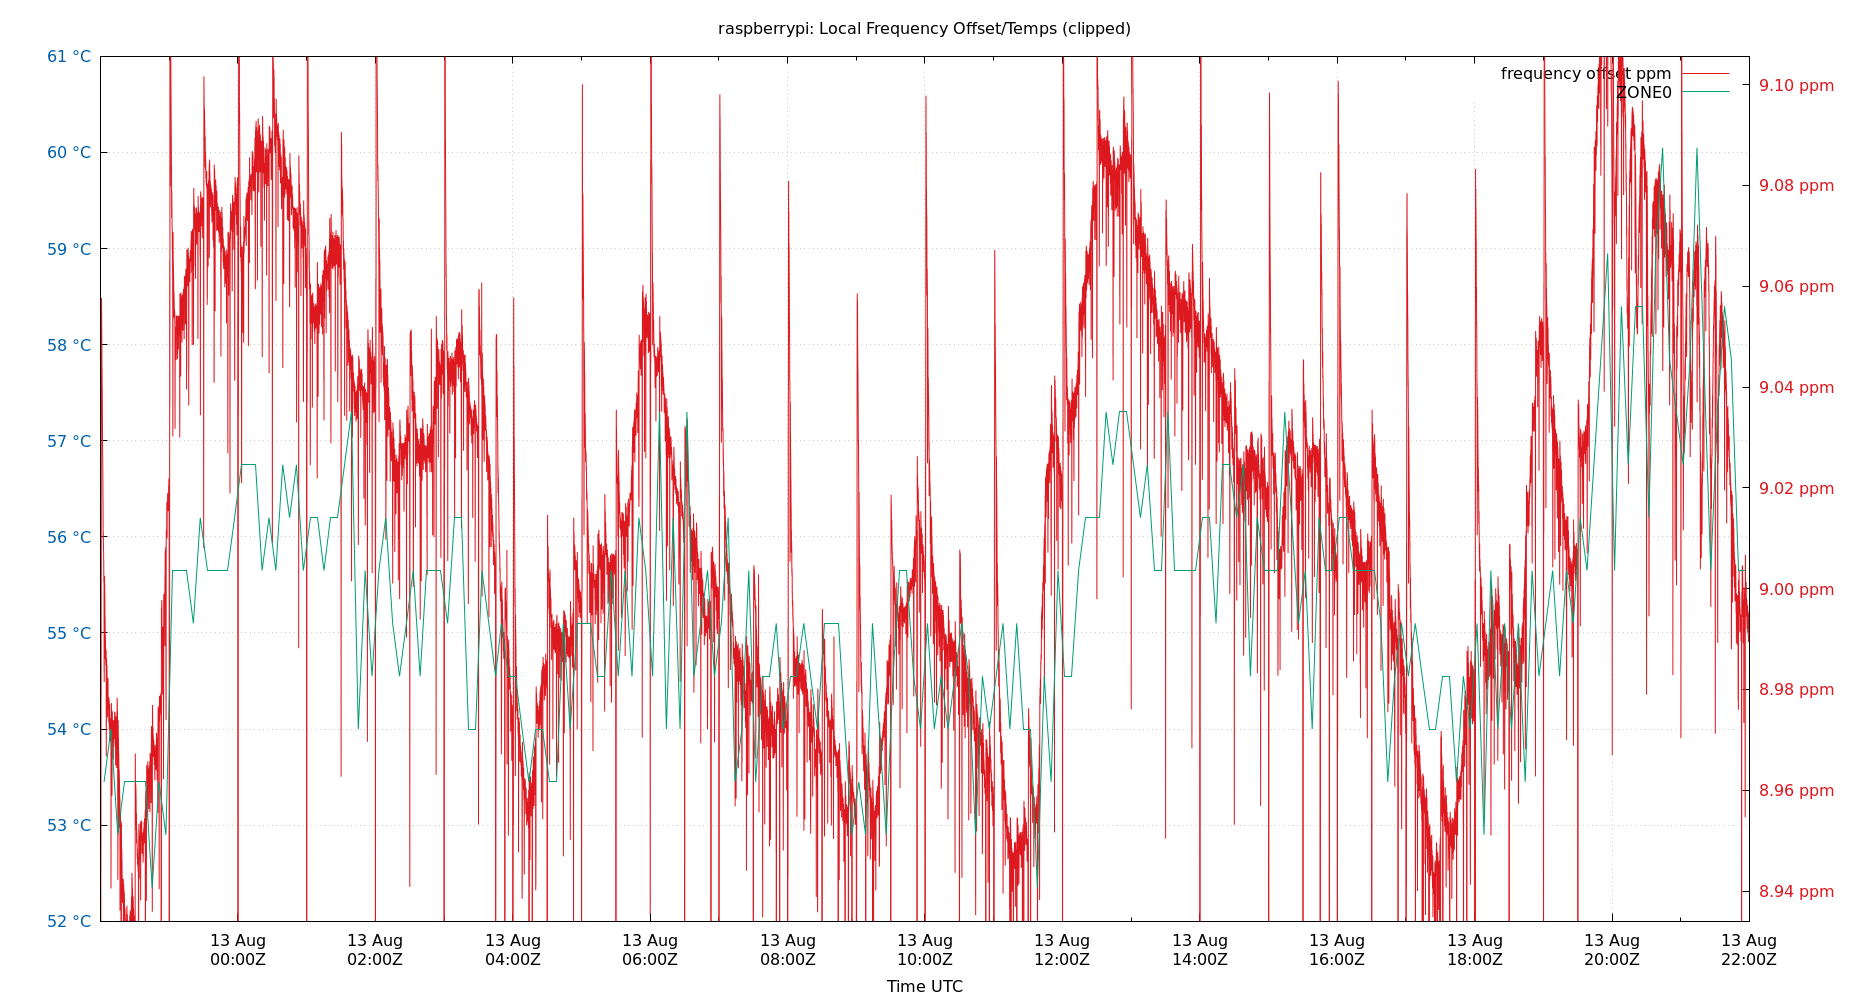 raspberrypi: Local Frequency Offset/Temps (clipped)
61 °C
60 °C
59 °C
58 °C
57 °C
56 °C
55 °C
54 °C
53 °C
52 °C
frequency offset ppm
ZONE0
9.10 ppm
9.08 ppm
9.06 ppm
9.04 ppm
9.02 ppm
9.00 ppm
8.98 ppm
8.96 ppm
8.94 ppm
13 Aug 13 Aug 13 Aug 13 Aug 13 Aug 13 Aug 13 Aug 13 Aug 13 Aug 13 Aug 13 Aug 13 Aug
00:00Z 02:00Z 04:00Z 06:00Z 08:00Z 10:00Z 12:00Z 14:00Z 16:00Z 18:00Z 20:00Z 22:00Z
Time UTC